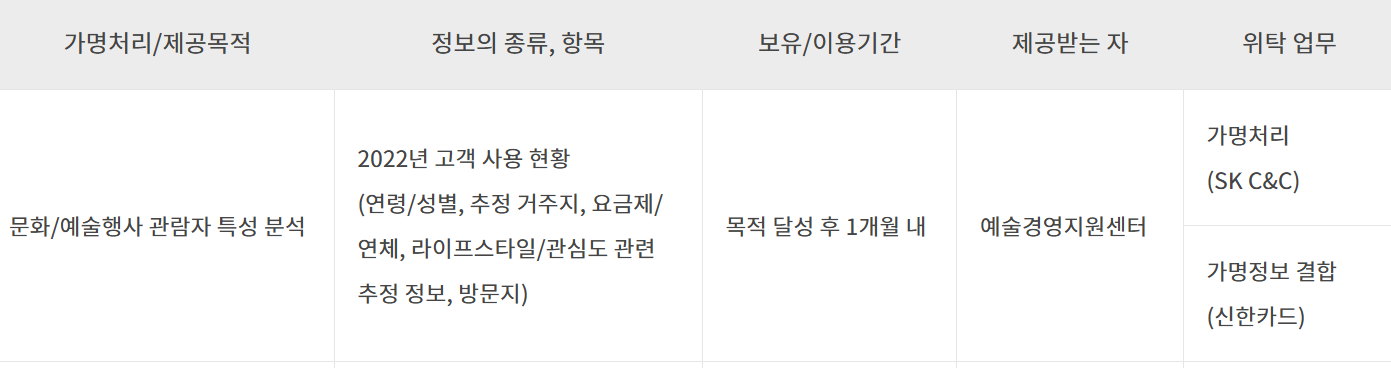 가명처리/제공목적
정보의 종류, 항목
보유/이용기간
제공받는 자
위탁 업무
문화/예술행사 관람자 특성 분석
2022년 고객 사용 현황
(연령/성별, 추정 거주지, 요금제/
연체, 라이프스타일/관심도 관련
추정 정보, 방문지)
목적 달성 후 1개월 내
예술경영지원센터
가명처리
(SK C&C)
가명정보 결합
(신한카드)